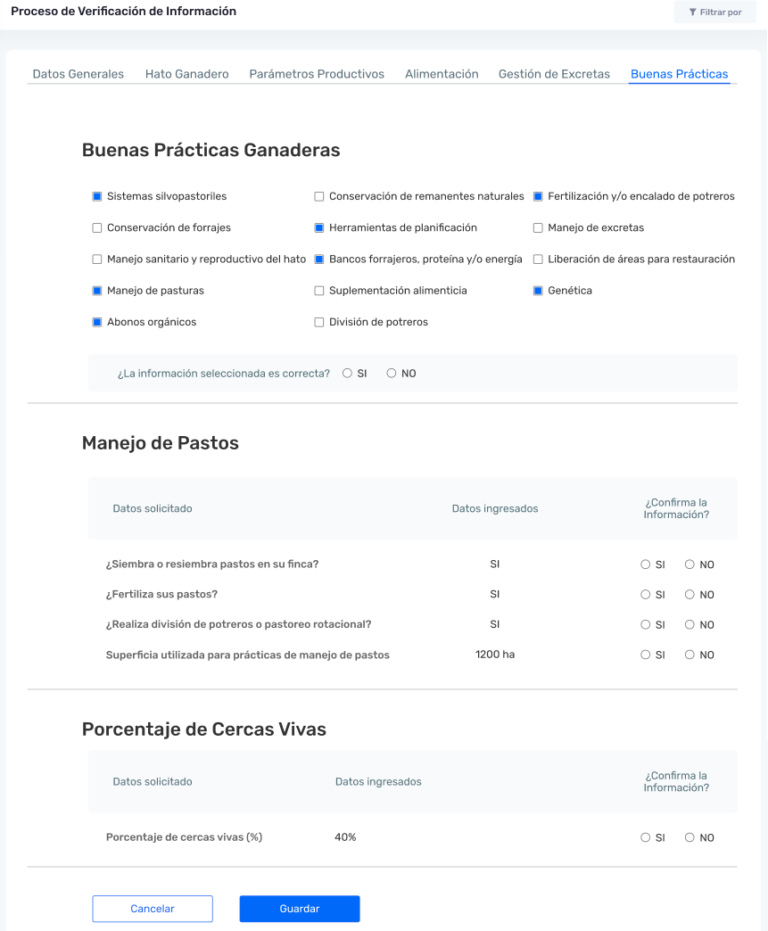 Proceso de Verificación de Información
Filtrar por
Datos Generales Hato Ganadero Parámetros Productivos Alimentación Gestión de Excretas Buenas Prácticas
Buenas Prácticas Ganaderas
Sistemas silvopastoriles Conservación de remanentes naturales Fertilización y/o encalado de potreros
Conservación de forrajes Herramientas de planificación Manejo de excretas
Manejo sanitario y reproductivo del hato Bancos forrajeros, proteína y/o energía Liberación de áreas para restauración
Manejo de pasturas Suplementación alimenticia Genética
Abonos orgánicos División de potreros
¿La información seleccionada es correcta? SI NO
Manejo de Pastos
Datos solicitado Datos ingresados ¿Confirma la
Información?
¿Siembra o resiembra pastos en su finca? SI SI NO
¿Fertiliza sus pastos? SI SI NO
¿Realiza división de potreros o pastoreo rotacional? SI SI NO
Superficia utilizada para prácticas de manejo de pastos 1200 ha SI NO
Porcentaje de Cercas Vivas
Datos solicitado Datos ingresados ¿Confirma la
Información?
Porcentaje de cercas vivas (%) 40% SI NO
Cancelar Guardar